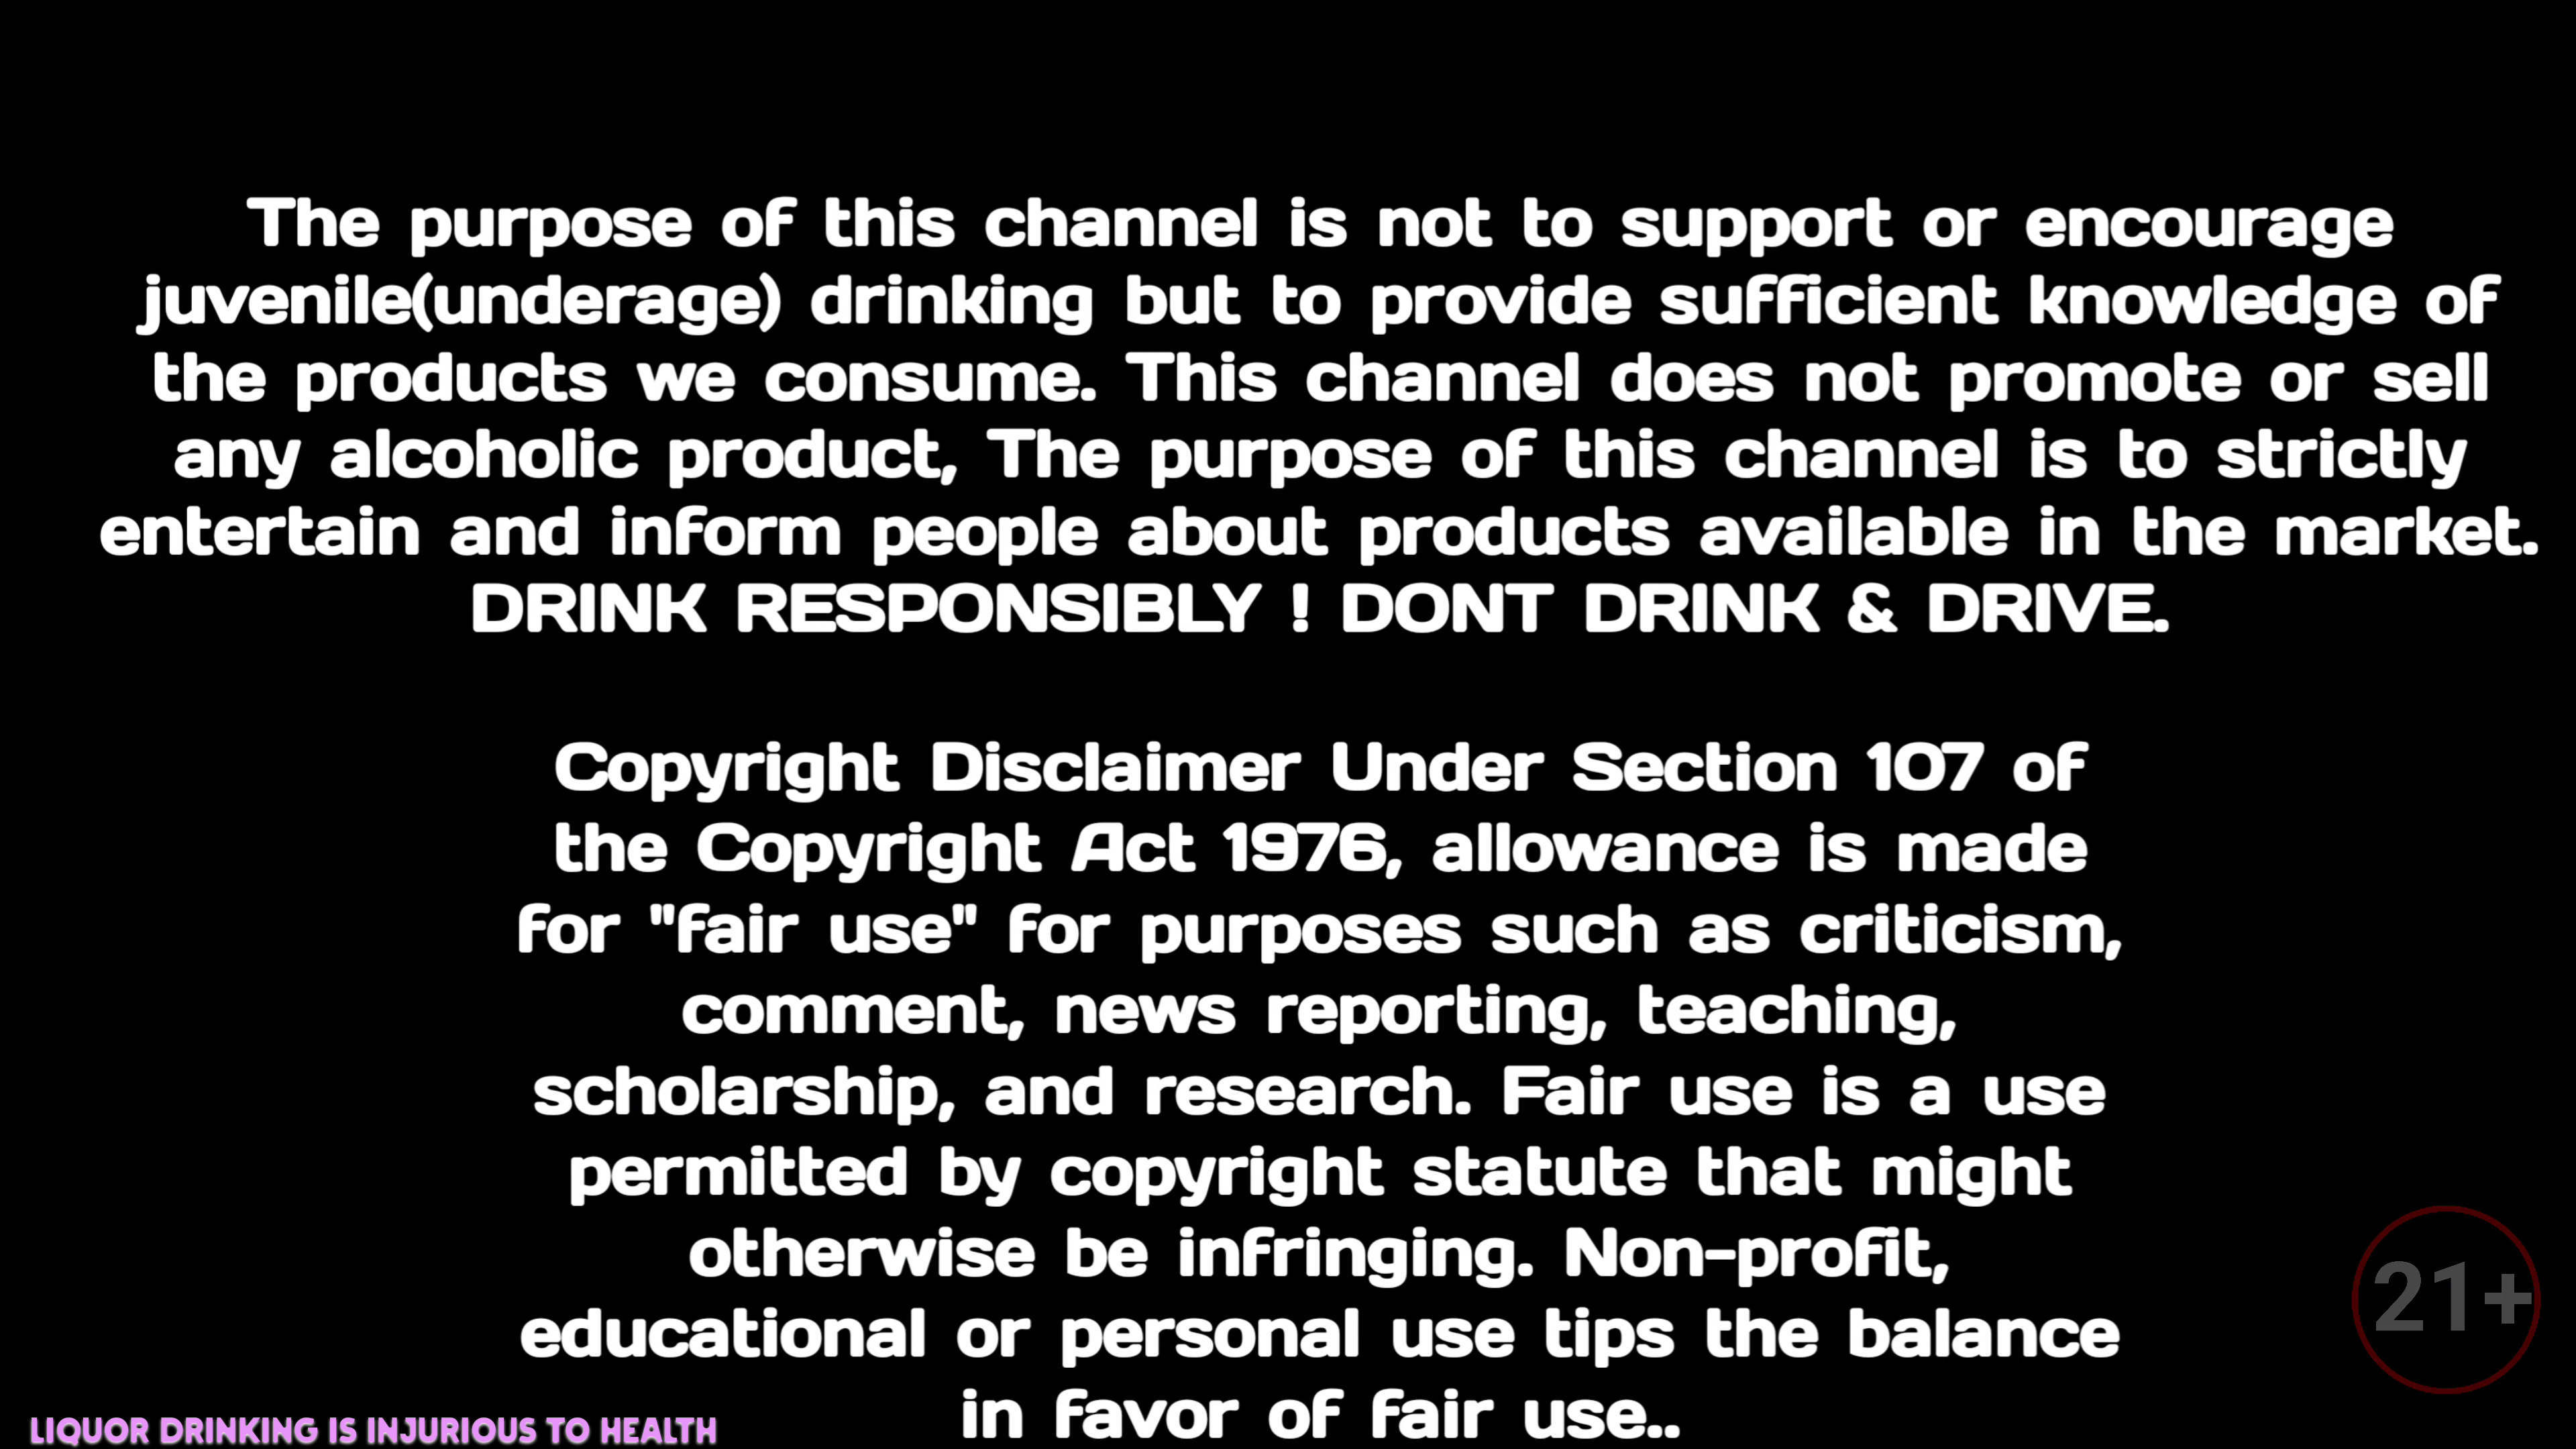 The purpose of this channel is not to support or encourage
juvenile(underage) drinking but to provide sufficient knowledge of
the products we consume. This channel does not promote or sell
any alcoholic product, The purpose of this channel is to strictly
entertain and inform people about products available in the market.
DRINK RESPONSIBLY ! DONT DRINK & DRIVE.
Copyright Disclaimer Under Section 107 of
the Copyright Act 1976, allowance is made
for "fair use" for purposes such as criticism,
comment, news reporting, teaching,
scholarship, and research. Fair use is a use
permitted by copyright statute that might
otherwise be infringing. Non-profit,
educational or personal use tips the balance
in favor of fair use..
21+
LIQUOR DRINKING IS INJURIOUS TO HEALTH